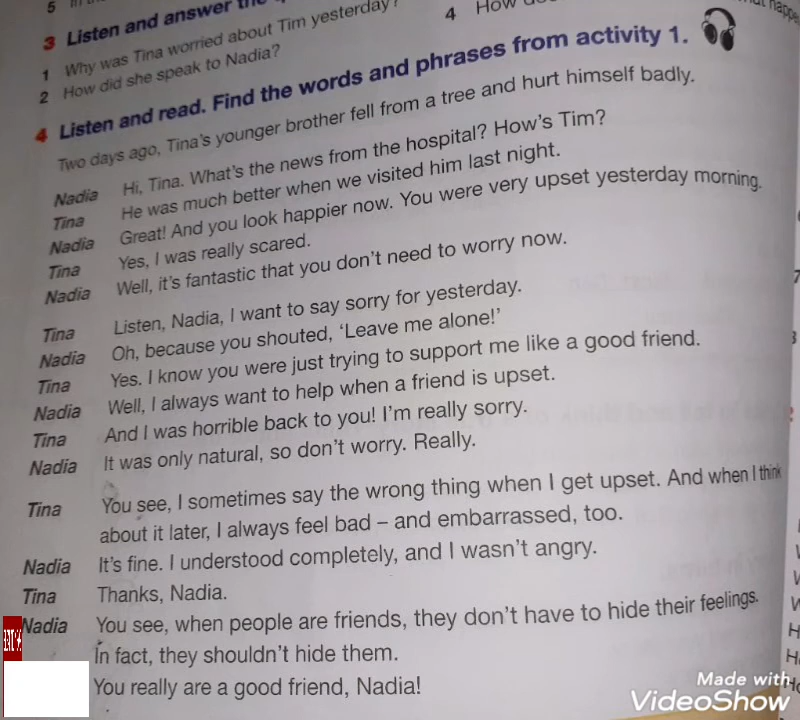 5
3 Listen and answer the
1 Why was Tina worried about Tim yesterday?
2 How did she speak to Nadia?
4 How
4 Listen and read. Find the words and phrases from activity 1.
Two days ago, Tina's younger brother fell from a tree and hurt himself badly.
Nadia Hi, Tina. What's the news from the hospital? How's Tim?
Tina He was much better when we visited him last night.
Nadia Great! And you look happier now. You were very upset yesterday morning.
Tina Yes, I was really scared.
Nadia Well, it's fantastic that you don't need to worry now.
Tina Listen, Nadia, I want to say sorry for yesterday.
Nadia Oh, because you shouted, 'Leave me alone!'
Tina Yes. I know you were just trying to support me like a good friend.
Nadia Well, I always want to help when a friend is upset.
Tina And I was horrible back to you! I'm really sorry.
Nadia It was only natural, so don't worry. Really.
Tina You see, I sometimes say the wrong thing when I get upset. And when I think
about it later, I always feel bad – and embarrassed, too.
Nadia It's fine. I understood completely, and I wasn't angry.
Tina Thanks, Nadia.
Nadia You see, when people are friends, they don't have to hide their feelings.
In fact, they shouldn't hide them.
You really are a good friend, Nadia!
Made with
VideoShow